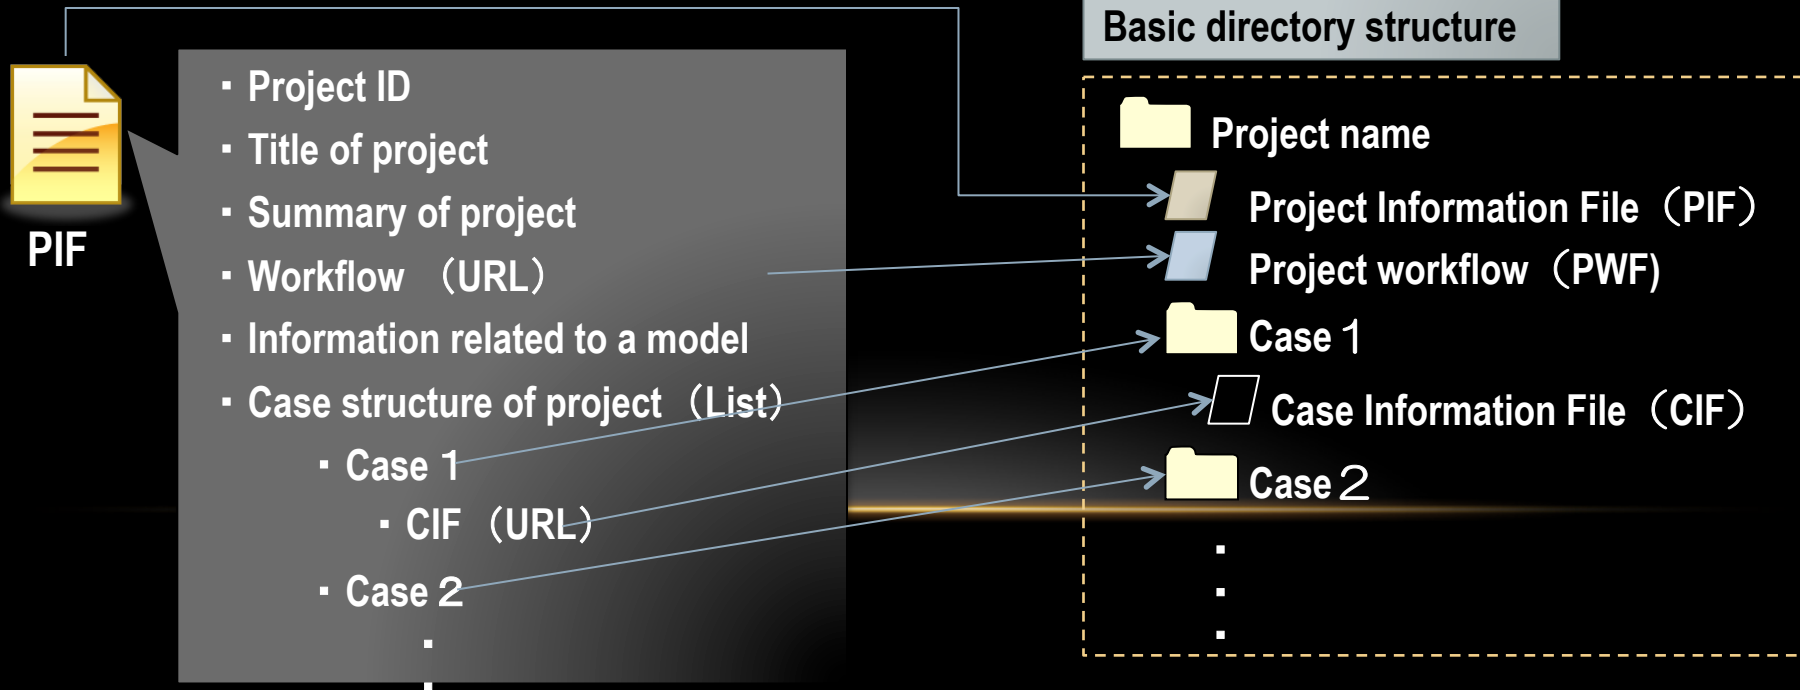 PIF
▪ Project ID
▪ Title of project
▪ Summary of project
▪ Workflow （URL）
▪ Information related to a model
▪ Case structure of project （List）
▪ Case １
▪ CIF （URL）
▪ Case ２
▪
▪
Basic directory structure
Project name
Project Information File （PIF）
Project workflow （PWF)
Case １
Case Information File （CIF）
Case ２
▪
▪
▪